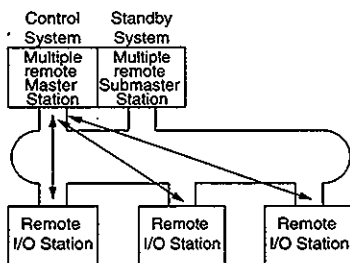 Control Standby
System System
Multiple Multiple
remote remote
Master Submaster
Station Station
Remote Remote Remote
I/O Station I/O Station I/O Station